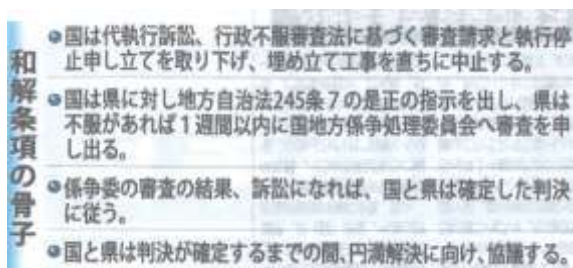 和解条項の骨子
●国は代執行訴訟、行政不服審査法に基づく審査請求と執行停
止申し立てを取り下げ、埋め立て工事を直ちに中止する。
●国は県に対し地方自治法245条7の是正の指示を出し、県は
不服があれば1週間以内に国地方係争処理委員会へ審査を申
し出る。
●係争委の審査の結果、訴訟になれば、国と県は確定した判決
に従う。
●国と県は判決が確定するまでの間、円満解決に向け、協議する。